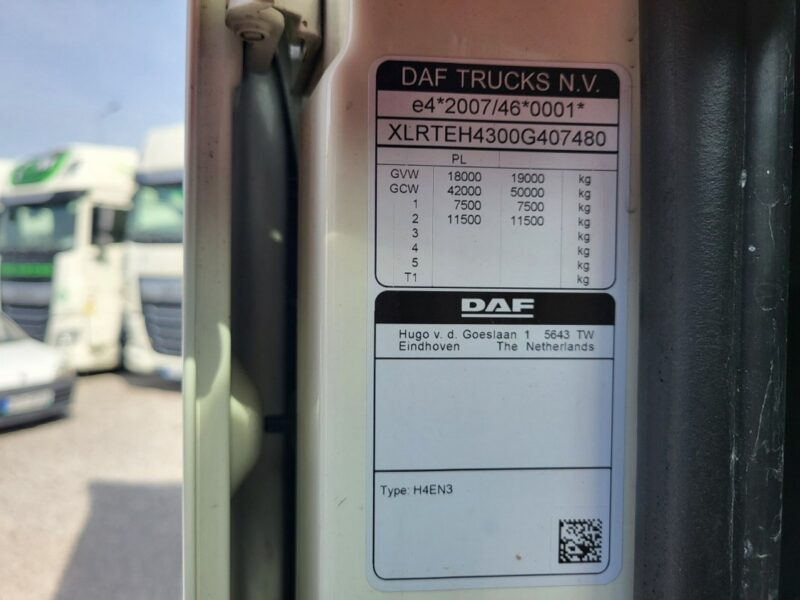 DAF TRUCKS N.V.
e4*2007/46*0001*
XLRTEH4300G407480
PL
GVW 18000 19000 kg
GCW 42000 50000 kg
1 7500 7500 kg
2 11500 11500 kg
3 kg
4 kg
5 kg
T1 kg
DAF
Hugo v. d. Goeslaan 1 5643 TW
Eindhoven The Netherlands
Type: H4EN3